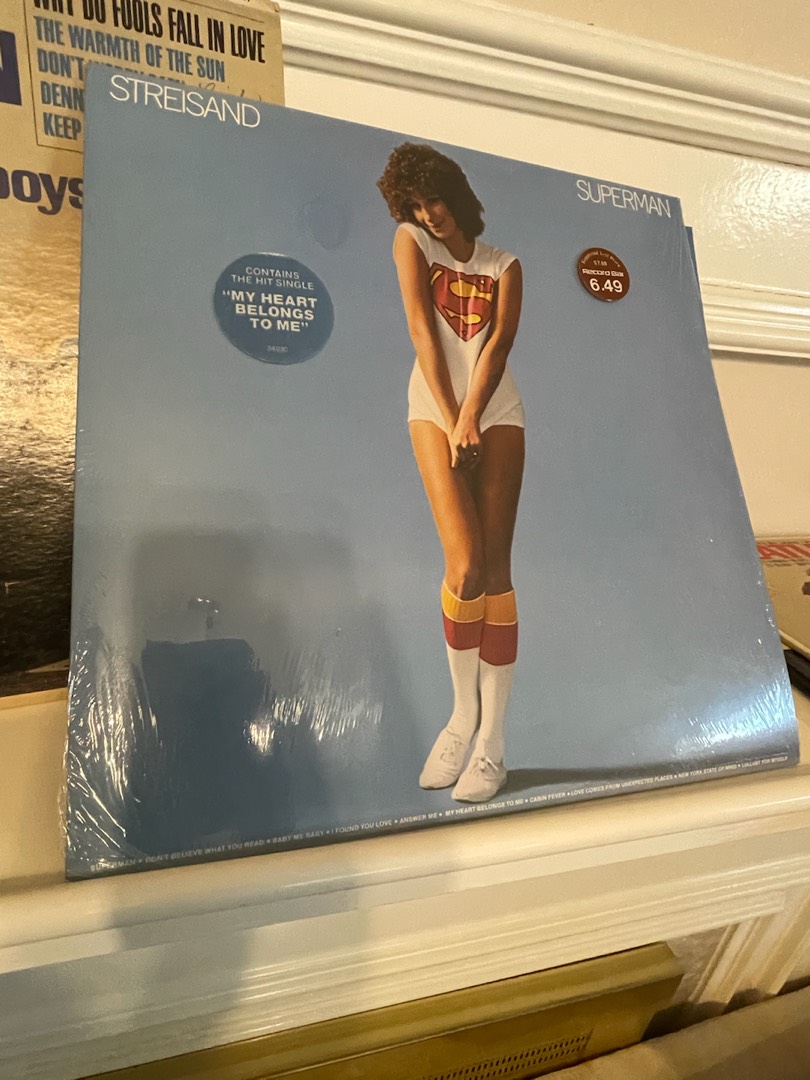 WHY DO FOOLS FALL IN LOVE
THE WARMTH OF THE SUN
DON'T
DENN
KEEP
oys
STREISAND
SUPERMAN
CONTAINS
THE HIT SINGLE
"MY HEART
BELONGS
TO ME"
Record Bar
6.49
SUPERMAN • DON'T BELIEVE WHAT YOU READ • BABY ME BABY • I FOUND YOU LOVE • ANSWER ME • MY HEART BELONGS TO ME • CABIN FEVER • LOVE COMES FROM UNEXPECTED PLACES • NEW YORK STATE OF MIND • LULLABY FOR MYSELF